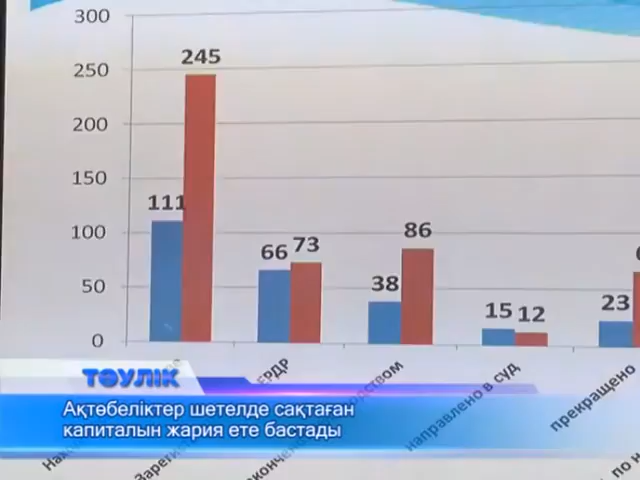 300
250
200
150
100
50
0
245
111
66 73
38
86
15 12
23
ЕРДР
направлено в суд
прекращено
ТӘУЛІК
Ақтөбеліктер шетелде сақтаған
капиталын жария ете бастады
по